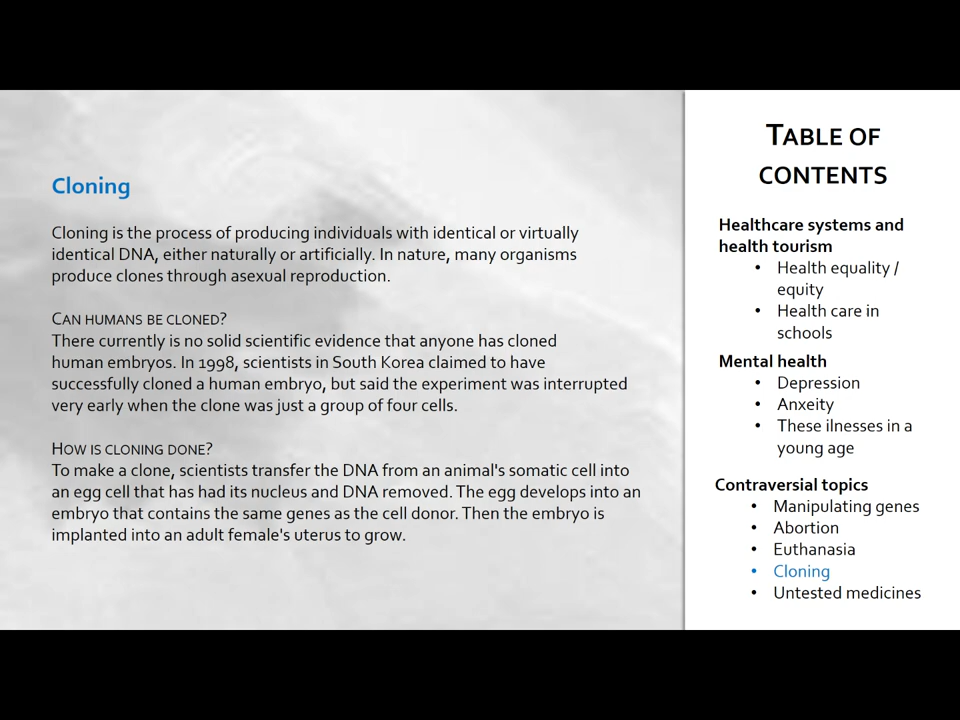 Cloning
Cloning is the process of producing individuals with identical or virtually
identical DNA, either naturally or artificially. In nature, many organisms
produce clones through asexual reproduction.
CAN HUMANS BE CLONED?
There currently is no solid scientific evidence that anyone has cloned
human embryos. In 1998, scientists in South Korea claimed to have
successfully cloned a human embryo, but said the experiment was interrupted
very early when the clone was just a group of four cells.
HOW IS CLONING DONE?
To make a clone, scientists transfer the DNA from an animal's somatic cell into
an egg cell that has had its nucleus and DNA removed. The egg develops into an
embryo that contains the same genes as the cell donor. Then the embryo is
implanted into an adult female's uterus to grow.
TABLE OF
CONTENTS
Healthcare systems and
health tourism
• Health equality /
equity
• Health care in
schools
Mental health
• Depression
• Anxeity
• These ilnesses in a
young age
Contraversial topics
• Manipulating genes
• Abortion
• Euthanasia
• Cloning
• Untested medicines